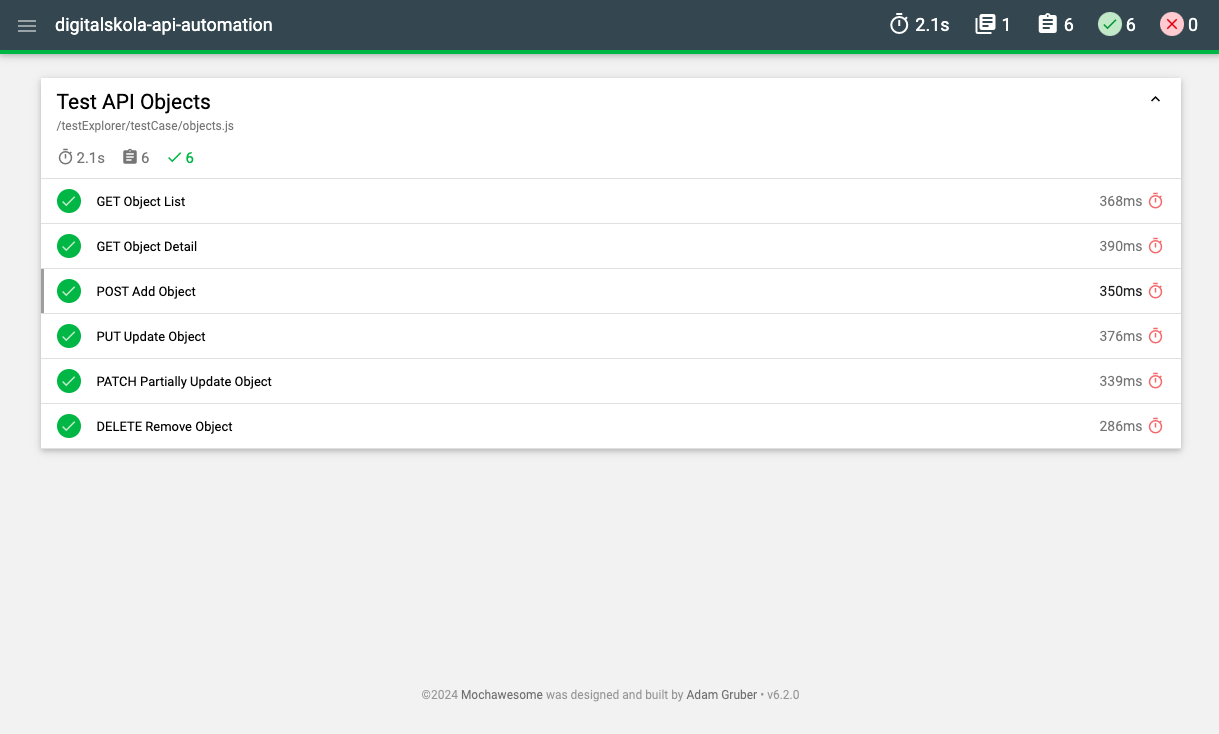 digitalskola-api-automation 2.1s 1 6 6 0
Test API Objects
/testExplorer/testCase/objects.js
2.1s 6 6
GET Object List 368ms
GET Object Detail 390ms
POST Add Object 350ms
PUT Update Object 376ms
PATCH Partially Update Object 339ms
DELETE Remove Object 286ms
©2024 Mochawesome was designed and built by Adam Gruber • v6.2.0